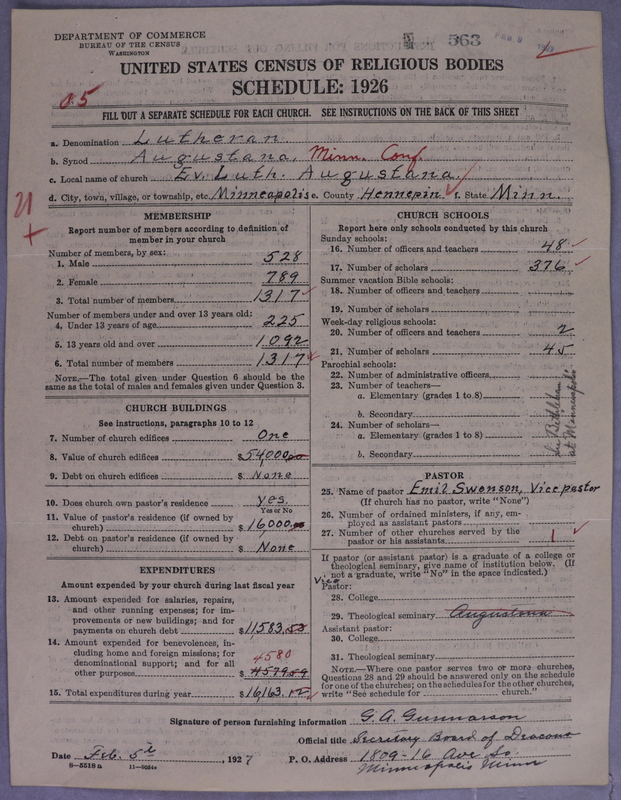 DEPARTMENT OF COMMERCE
BUREAU OF THE CENSUS
WASHINGTON
563
FEB 9
UNITED STATES CENSUS OF RELIGIOUS BODIES
SCHEDULE: 1926
FILL OUT A SEPARATE SCHEDULE FOR EACH CHURCH. SEE INSTRUCTIONS ON THE BACK OF THIS SHEET
a. Denomination Lutheran
b. Synod Augustana, Minn. Conf.
c. Local name of church Ev. Luth. Augustana
d. City, town, village, or township, etc. Minneapolis e. County Hennepin f. State Minn.
MEMBERSHIP
Report number of members according to definition of
member in your church
Number of members, by sex:
1. Male 528
2. Female 789
3. Total number of members 1317
Number of members under and over 13 years old:
4. Under 13 years of age 225
5. 13 years old and over 1092
6. Total number of members 1317
NOTE.—The total given under Question 6 should be
same as the total of males and females given under Question 3.
CHURCH BUILDINGS
See instructions, paragraphs 10 to 12
7. Number of church edifices One
8. Value of church edifices $54000.00
9. Debt on church edifices $ None
10. Does church own pastor's residence? Yes.
Yes or No
11. Value of pastor's residence (if owned by
church) $16000.00
12. Debt on pastor's residence (if owned by
church) $ None
EXPENDITURES
Amount expended by your church during last fiscal year
13. Amount expended for salaries, repairs,
and other running expenses; for im-
provements or new buildings; and for
payments on church debt $11583.53
14. Amount expended for benevolences, in-
cluding home and foreign missions; for
denominational support; and for all
4580
other purposes $4579.59
15. Total expenditures during year $16163.12
CHURCH SCHOOLS
Report here only schools conducted by this church
Sunday schools:
16. Number of officers and teachers 48
17. Number of scholars 376
Summer vacation Bible schools:
18. Number of officers and teachers
19. Number of scholars
Week-day religious schools:
20. Number of officers and teachers 2
21. Number of scholars 45
Parochial schools:
22. Number of administrative officers
23. Number of teachers—
a. Elementary (grades 1 to 8)
b. Secondary
24. Number of scholars—
a. Elementary (grades 1 to 8)
b. Secondary
See Bethlehem
at Minneapolis
PASTOR
25. Name of pastor Emil Swenson, Vice pastor
(If church has no pastor, write "None")
26. Number of ordained ministers, if any, em-
ployed as assistant pastors
27. Number of other churches served by the
pastor or his assistants 1
If pastor (or assistant pastor) is a graduate of a college or
theological seminary, give name of institution below. (If
not a graduate, write "No" in the space indicated.)
Vice
Pastor:
28. College
29. Theological seminary Augustana
Assistant pastor:
30. College
31. Theological seminary
NOTE.—Where one pastor serves two or more churches,
Questions 28 and 29 should be answered only on the schedule
for one of the churches; on the schedules for the other churches,
write "See schedule for church."
Signature of person furnishing information G. A. Gunnarson
Official title Secretary Board of Deacons
Date Feb. 5th, 1927 P. O. Address 1809-16 Ave So.
Minneapolis Minn
8—5518 a 11—9034a